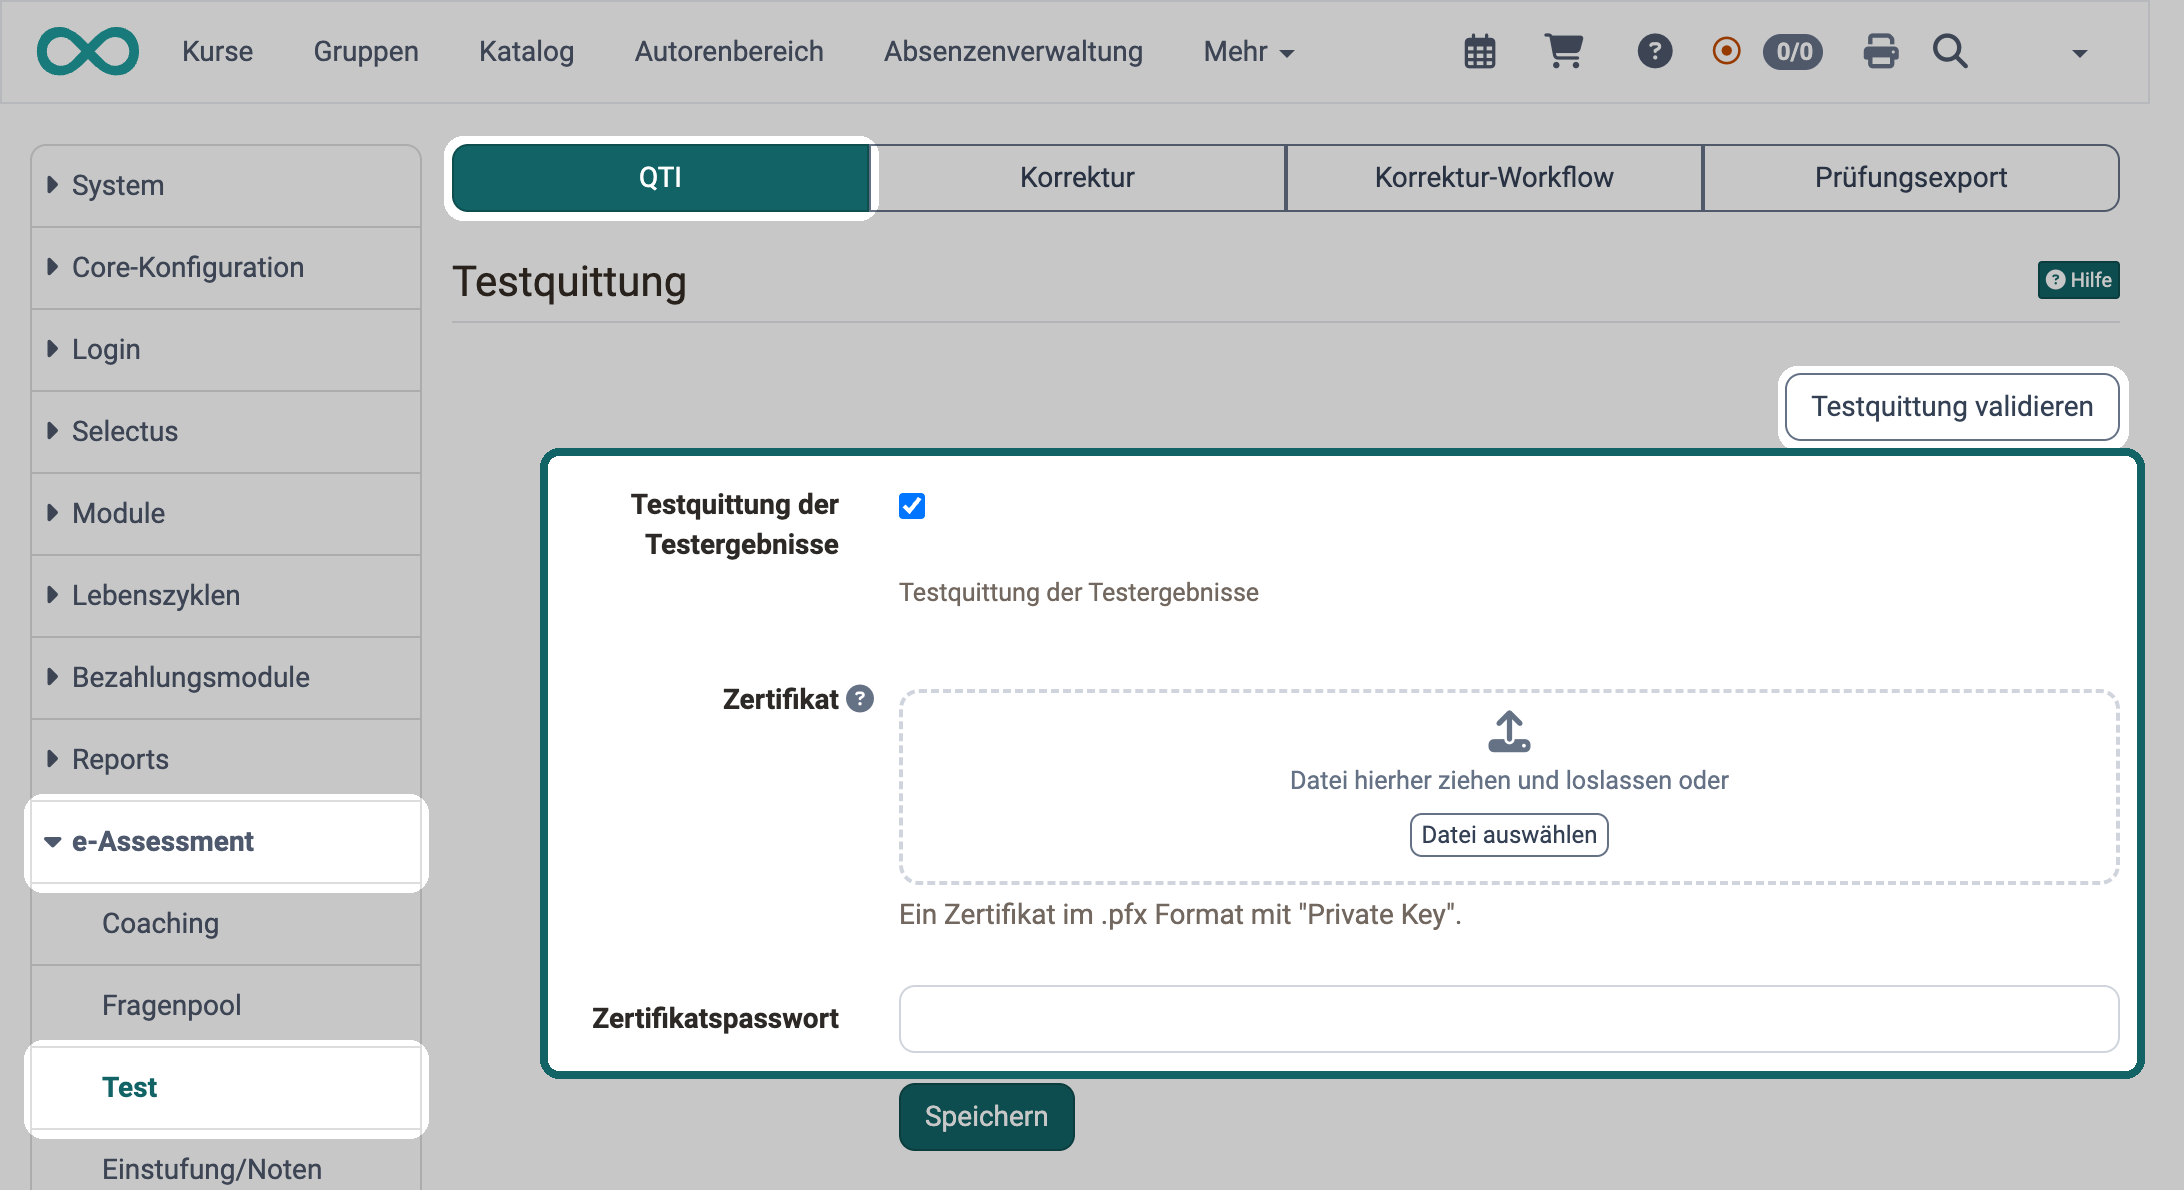 Kurse Gruppen Katalog Autorenbereich Absenzenverwaltung Mehr ? 0/0
System
Core-Konfiguration
Login
Selectus
Module
Lebenszyklen
Bezahlungsmodule
Reports
e-Assessment
Coaching
Fragenpool
Test
Einstufung/Noten
QTI Korrektur Korrektur-Workflow Prüfungsexport
Testquittung
? Hilfe
Testquittung validieren
Testquittung der
Testergebnisse
Testquittung der Testergebnisse
Zertifikat ?
Datei hierher ziehen und loslassen oder
Datei auswählen
Ein Zertifikat im .pfx Format mit "Private Key".
Zertifikatspasswort
Speichern